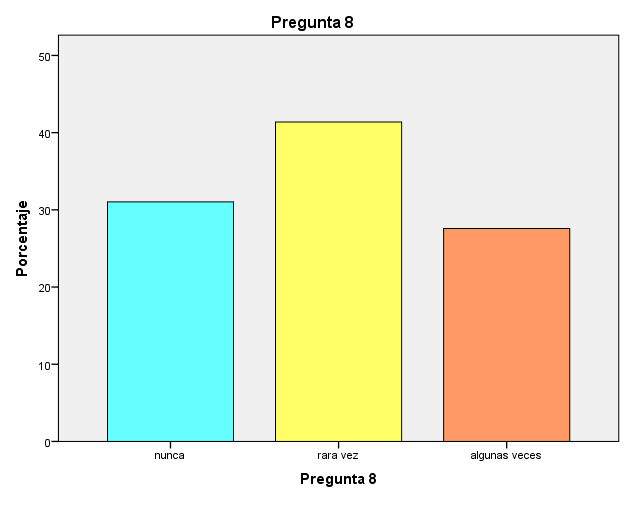 Pregunta 8
50
40
30
20
10
0
Porcentaje
nunca
rara vez
algunas veces
Pregunta 8